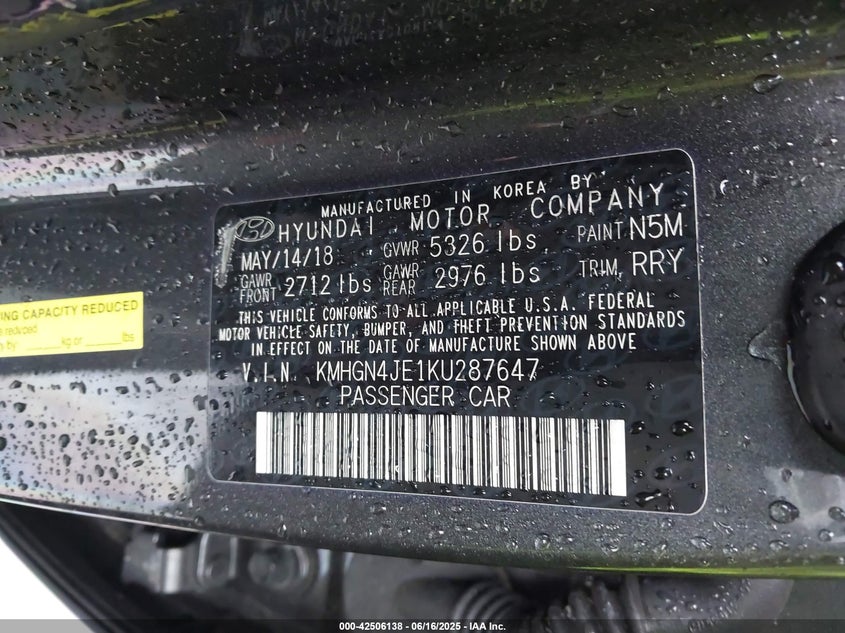 MANUFACTURED IN KOREA BY
HYUNDAI MOTOR COMPANY
MAY/14/18 GVWR 5326 lbs PAINT N5M
GAWR FRONT 2712 lbs GAWR REAR 2976 lbs TRIM, RRY
THIS VEHICLE CONFORMS TO ALL APPLICABLE U.S.A. FEDERAL
MOTOR VEHICLE SAFETY, BUMPER, AND THEFT PREVENTION STANDARDS
IN EFFECT ON THE DATE OF MANUFACTURE SHOWN ABOVE
V.I.N. KMHGN4JE1KU287647
PASSENGER CAR
ING CAPACITY REDUCED
reduced
by kg or lbs
000-42506138 - 06/16/2025 - IAA Inc.